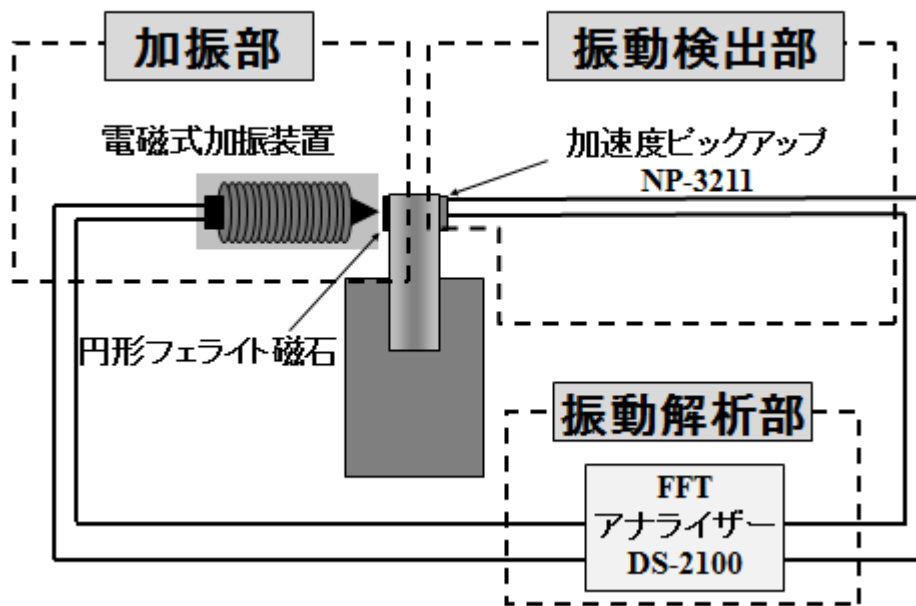 加振部
振動検出部
電磁式加振装置
加速度ピックアップ
NP-3211
円形フェライト磁石
振動解析部
FFT
アナライザー
DS-2100